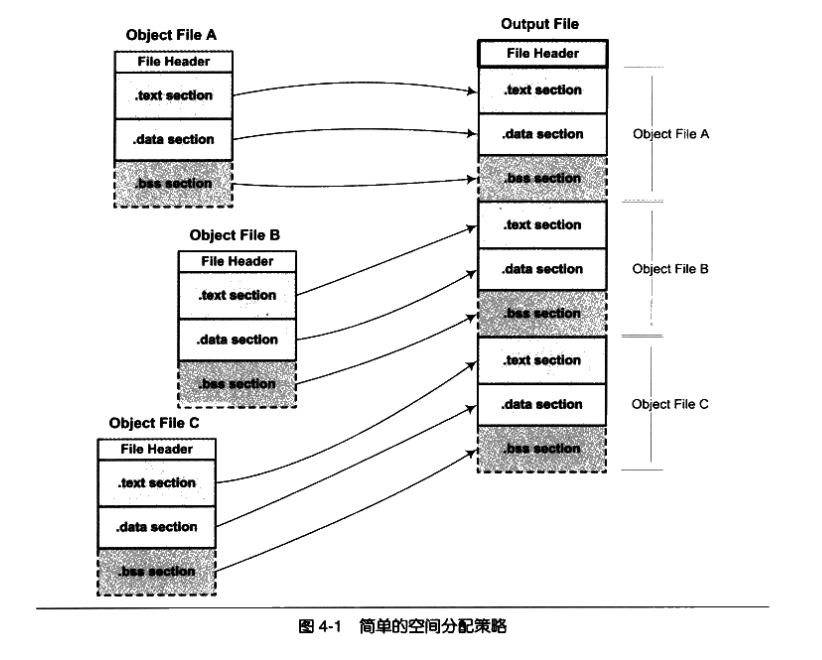 Object File A
File Header
.text section
.data section
.bss section
Object File B
File Header
.text section
.data section
.bss section
Object File C
File Header
.text section
.data section
.bss section
Output File
File Header
.text section
.data section
.bss section
Object File A
.text section
.data section
.bss section
Object File B
.text section
.data section
.bss section
Object File C
图 4-1 简单的空间分配策略